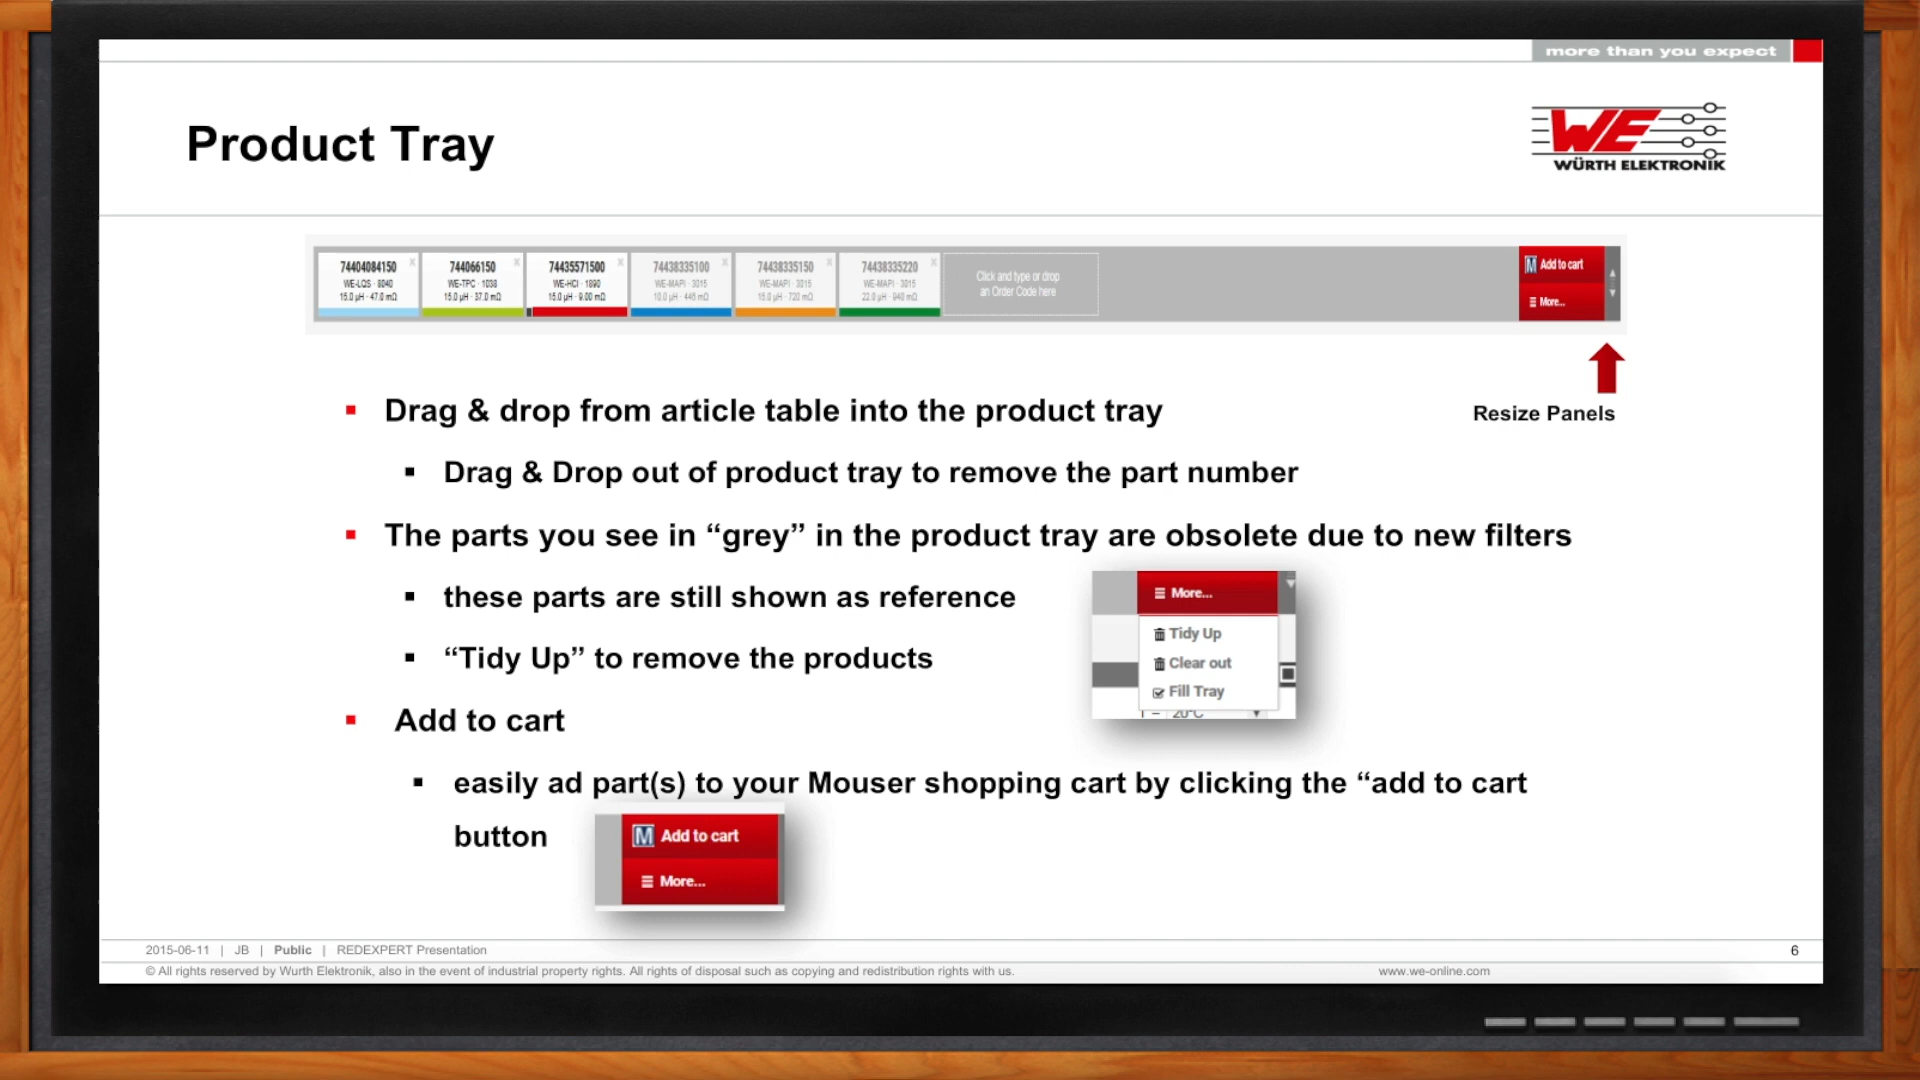 more than you expect
Product Tray
WE
WÜRTH ELEKTRONIK
74404084150 x
WE-LQS · 8040
15.0 µH · 47.0 mΩ
744066150 x
WE-TPC · 1038
15.0 µH · 37.0 mΩ
74435571500 x
WE-HCI · 1890
15.0 µH · 9.00 mΩ
74438335100 x
WE-MAPI · 3015
10.0 µH · 446 mΩ
74438335150 x
WE-MAPI · 3015
15.0 µH · 720 mΩ
74438335220 x
WE-MAPI · 3015
22.0 µH · 940 mΩ
Click and type or drop
an Order Code here
M Add to cart
More...
Resize Panels
Drag & drop from article table into the product tray
Drag & Drop out of product tray to remove the part number
The parts you see in “grey” in the product tray are obsolete due to new filters
these parts are still shown as reference
“Tidy Up” to remove the products
More...
Tidy Up
Clear out
Fill Tray
20°C
Add to cart
easily ad part(s) to your Mouser shopping cart by clicking the “add to cart
button
M Add to cart
More...
2015-06-11 | JB | Public | REDEXPERT Presentation
6
© All rights reserved by Wurth Elektronik, also in the event of industrial property rights. All rights of disposal such as copying and redistribution rights with us.
www.we-online.com